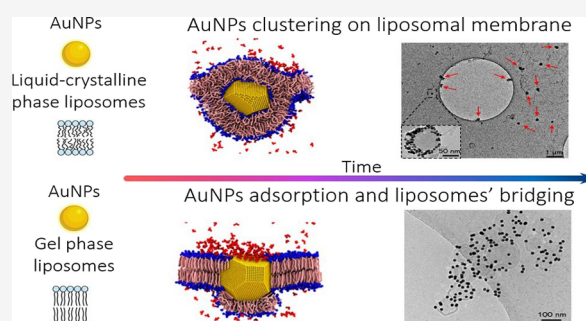 AuNPs
AuNPs clustering on liposomal membrane
Liquid-crystalline
phase liposomes
50 nm
1 µm
Time
AuNPs
AuNPs adsorption and liposomes’ bridging
Gel phase
liposomes
100 nm